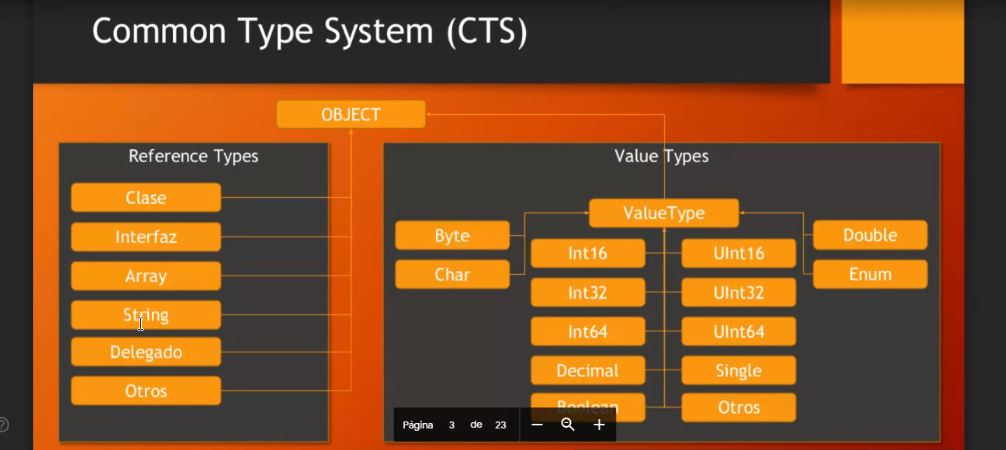 Common Type System (CTS)
OBJECT
Reference Types
Clase
Interfaz
Array
String
Delegado
Otros
Value Types
ValueType
Byte
Char
Int16
Int32
Int64
Decimal
Boolean
UInt16
UInt32
UInt64
Single
Otros
Double
Enum
Página 3 de 23